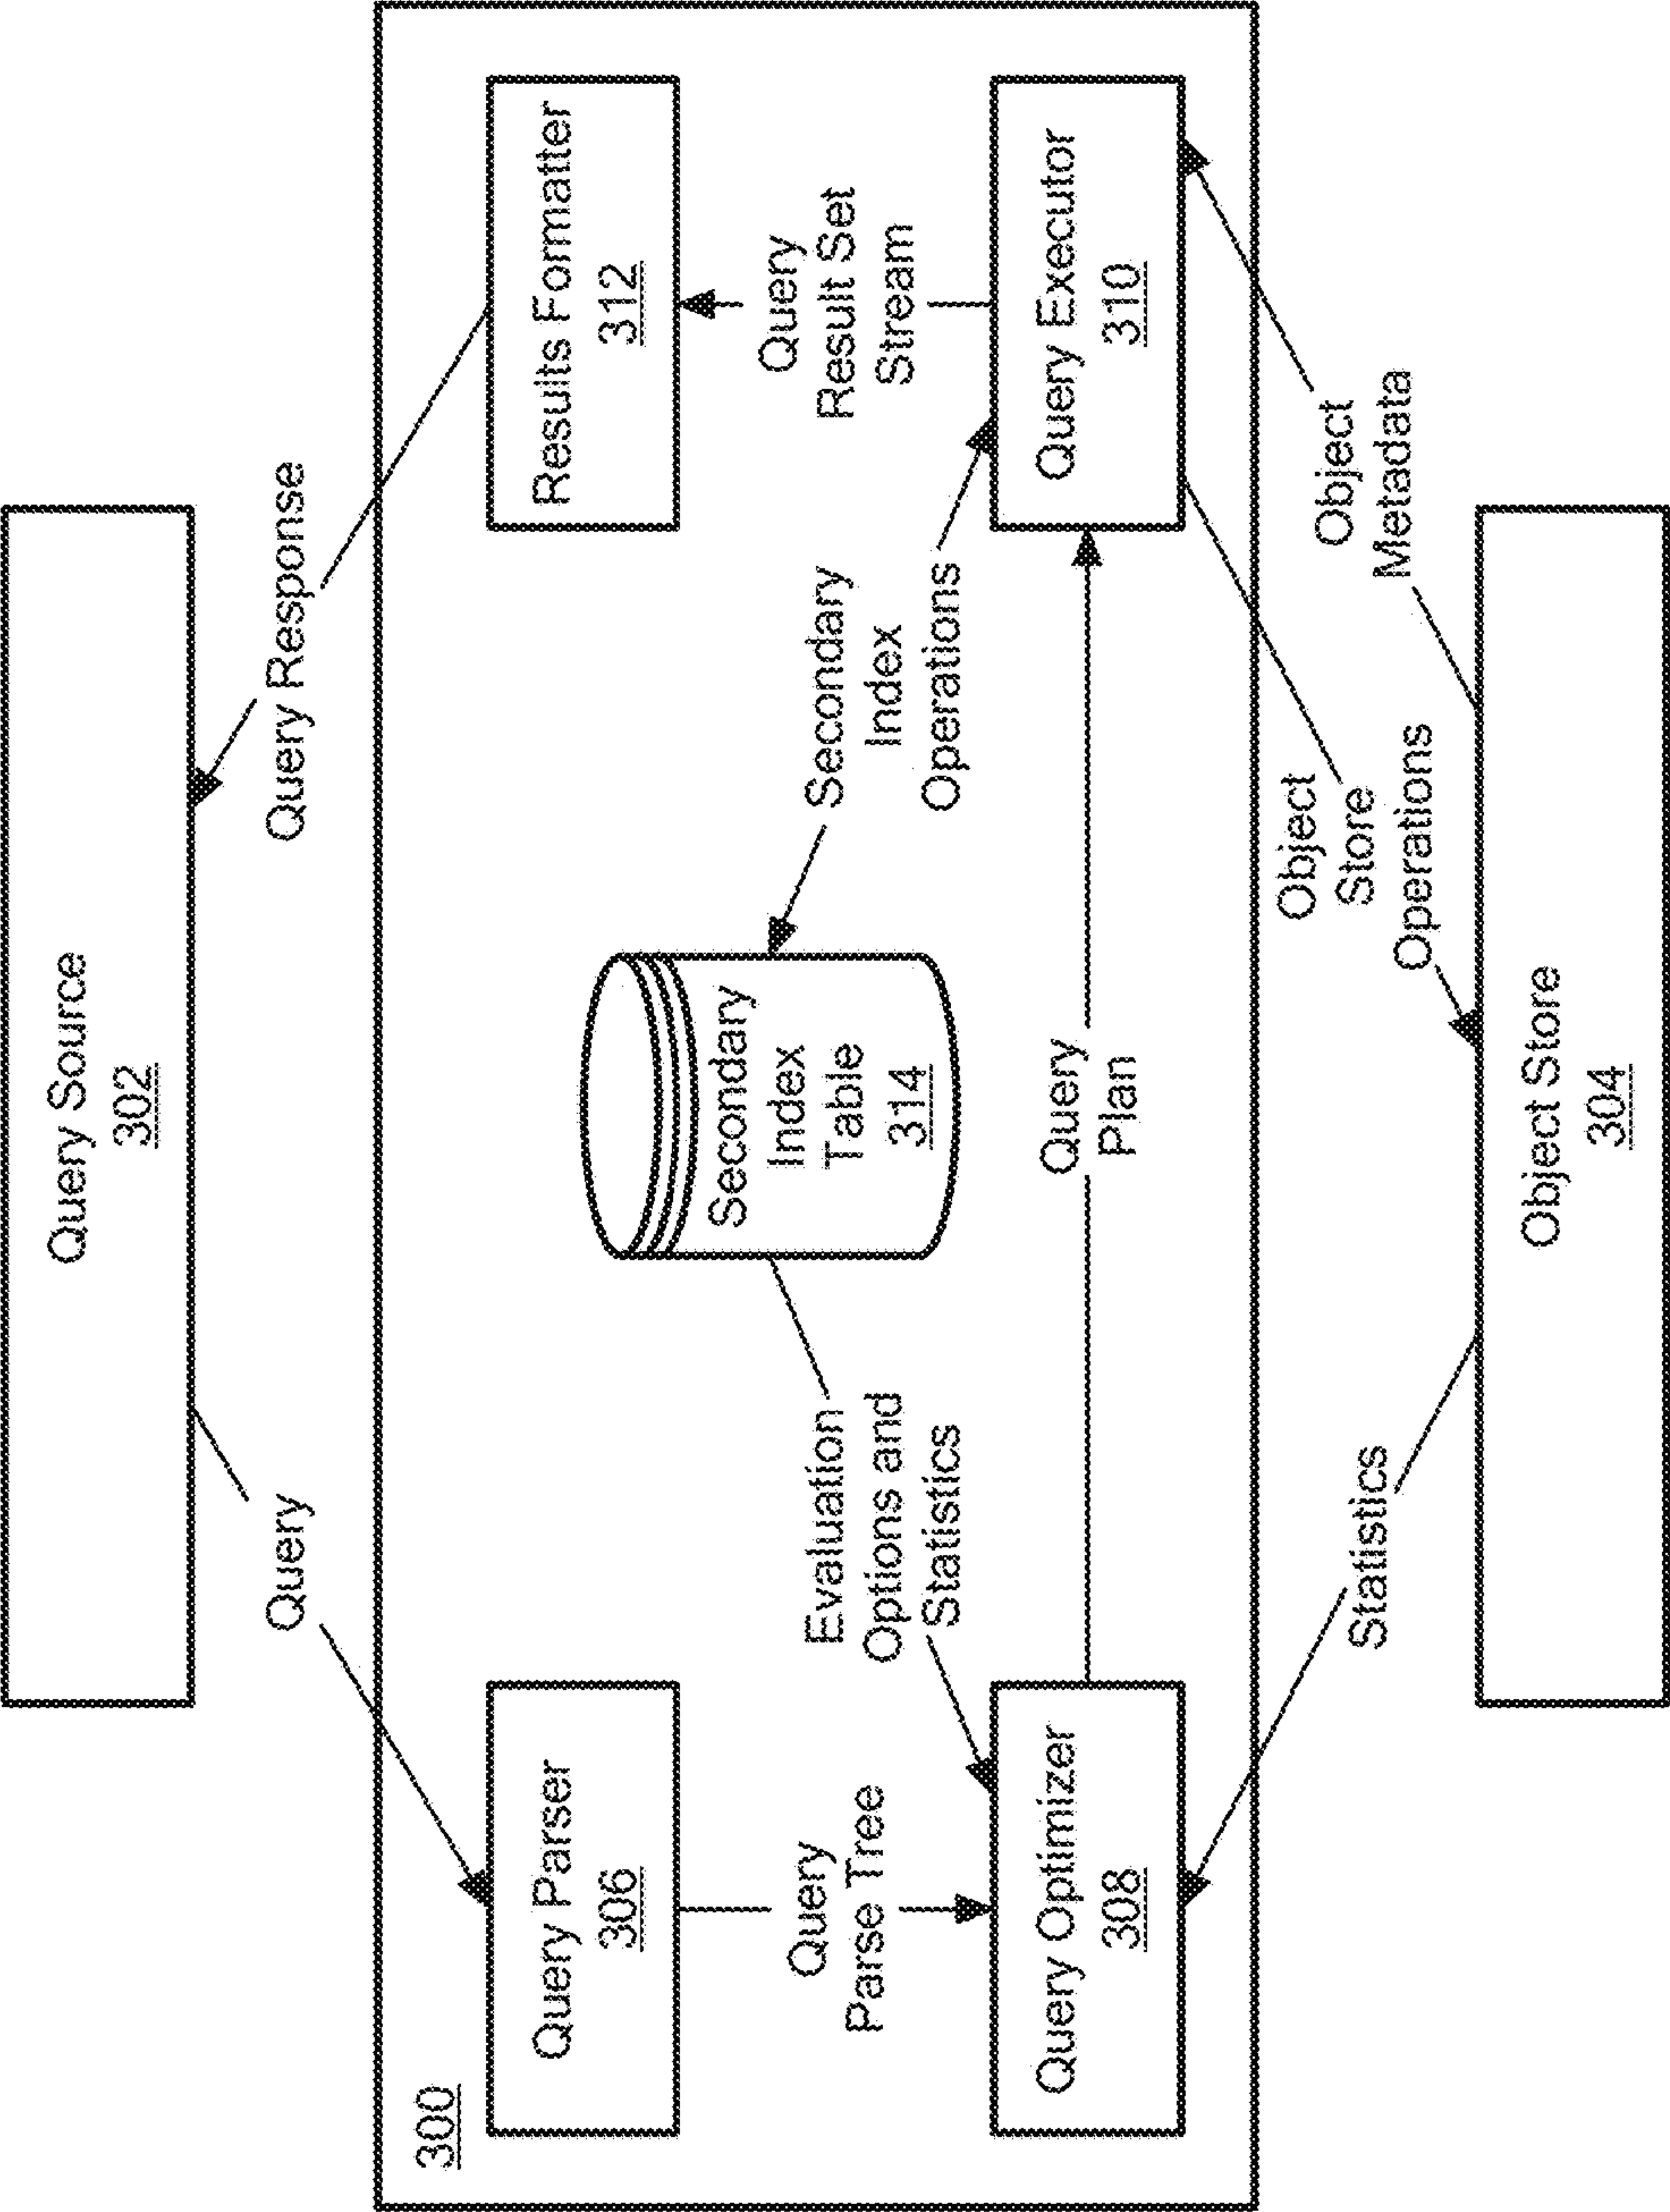 Query Source
302
Query
Query Response
300
Query Parser
306
Results Formatter
312
Query
Parse Tree
Evaluation
Options and
Statistics
Secondary
Index
Table
314
Secondary
Index
Operations
Query
Result Set
Stream
Query Optimizer
308
Query
Plan
Query Executor
310
Statistics
Object
Store
Operations
Object
Metadata
Object Store
304